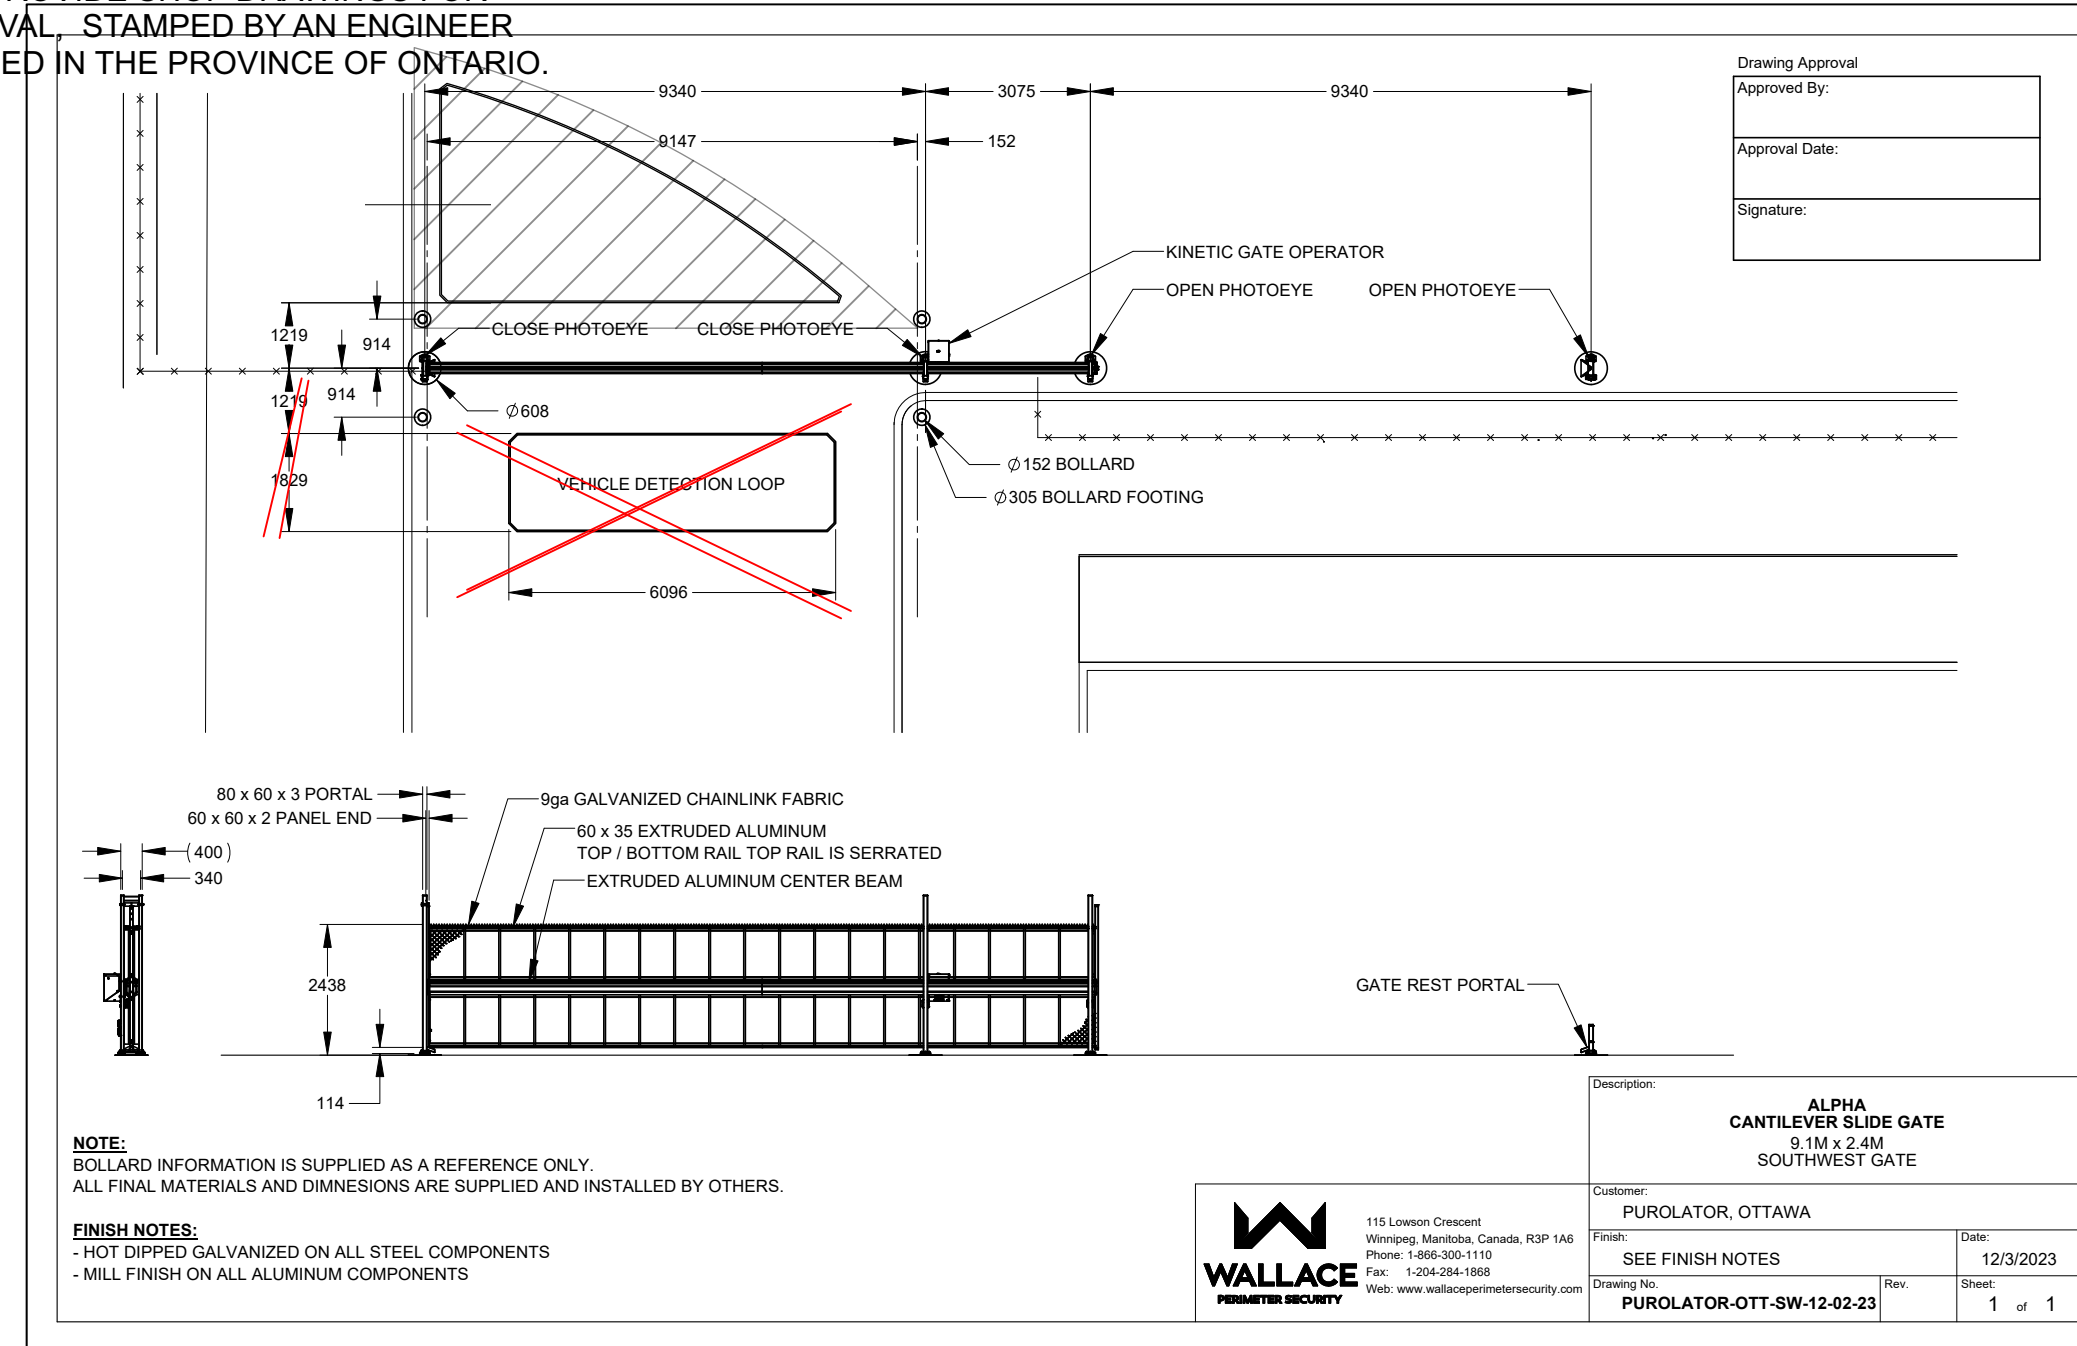 VAL, STAMPED BY AN ENGINEER
ED IN THE PROVINCE OF ONTARIO.
Drawing Approval
Approved By:
Approval Date:
Signature:
9340
3075
9340
9147
152
KINETIC GATE OPERATOR
OPEN PHOTOEYE
OPEN PHOTOEYE
CLOSE PHOTOEYE
CLOSE PHOTOEYE
1219
914
1219
914
Ø608
1829
VEHICLE DETECTION LOOP
Ø152 BOLLARD
Ø305 BOLLARD FOOTING
6096
80 x 60 x 3 PORTAL
60 x 60 x 2 PANEL END
(400)
340
9ga GALVANIZED CHAINLINK FABRIC
60 x 35 EXTRUDED ALUMINUM
TOP / BOTTOM RAIL TOP RAIL IS SERRATED
EXTRUDED ALUMINUM CENTER BEAM
2438
114
GATE REST PORTAL
NOTE:
BOLLARD INFORMATION IS SUPPLIED AS A REFERENCE ONLY.
ALL FINAL MATERIALS AND DIMNESIONS ARE SUPPLIED AND INSTALLED BY OTHERS.
FINISH NOTES:
- HOT DIPPED GALVANIZED ON ALL STEEL COMPONENTS
- MILL FINISH ON ALL ALUMINUM COMPONENTS
WALLACE
PERIMETER SECURITY
115 Lowson Crescent
Winnipeg, Manitoba, Canada, R3P 1A6
Phone: 1-866-300-1110
Fax: 1-204-284-1868
Web: www.wallaceperimetersecurity.com
Description:
ALPHA
CANTILEVER SLIDE GATE
9.1M x 2.4M
SOUTHWEST GATE
Customer:
PUROLATOR, OTTAWA
Finish:
SEE FINISH NOTES
Date:
12/3/2023
Drawing No.
PUROLATOR-OTT-SW-12-02-23
Rev.
Sheet:
1 of 1